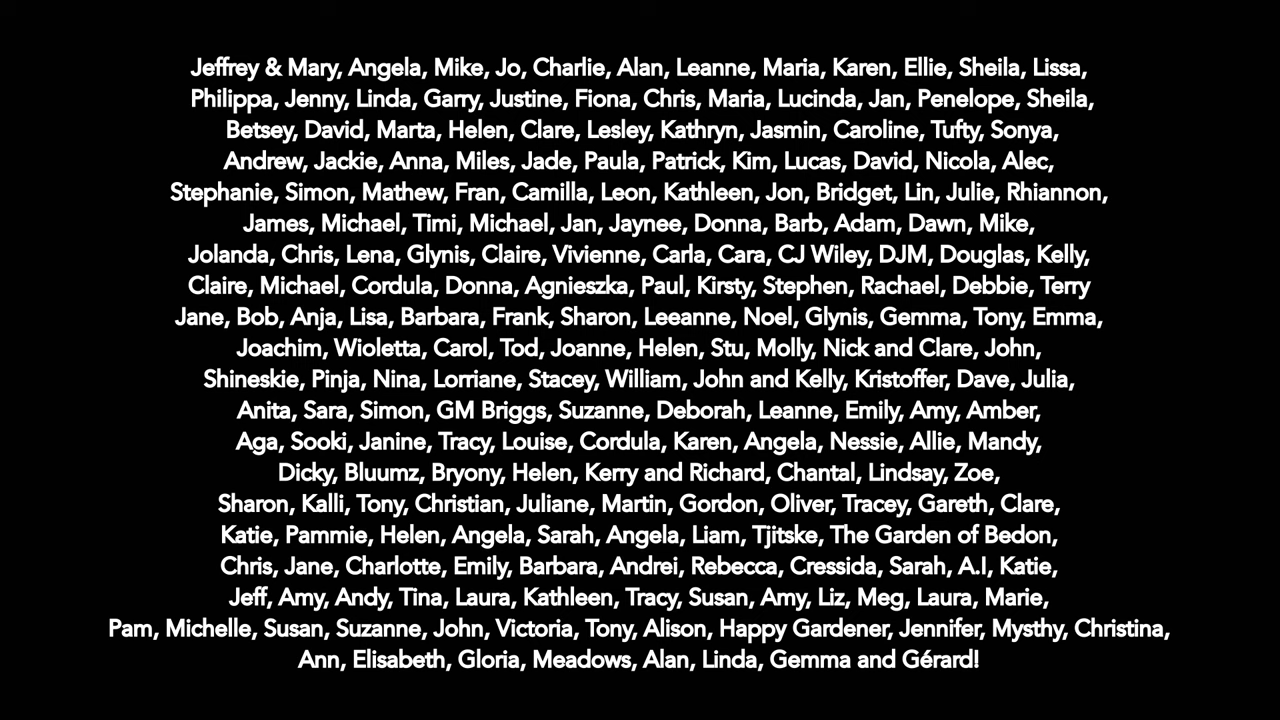 Jeffrey & Mary, Angela, Mike, Jo, Charlie, Alan, Leanne, Maria, Karen, Ellie, Sheila, Lissa,
Philippa, Jenny, Linda, Garry, Justine, Fiona, Chris, Maria, Lucinda, Jan, Penelope, Sheila,
Betsey, David, Marta, Helen, Clare, Lesley, Kathryn, Jasmin, Caroline, Tufty, Sonya,
Andrew, Jackie, Anna, Miles, Jade, Paula, Patrick, Kim, Lucas, David, Nicola, Alec,
Stephanie, Simon, Mathew, Fran, Camilla, Leon, Kathleen, Jon, Bridget, Lin, Julie, Rhiannon,
James, Michael, Timi, Michael, Jan, Jaynee, Donna, Barb, Adam, Dawn, Mike,
Jolanda, Chris, Lena, Glynis, Claire, Vivienne, Carla, Cara, CJ Wiley, DJM, Douglas, Kelly,
Claire, Michael, Cordula, Donna, Agnieszka, Paul, Kirsty, Stephen, Rachael, Debbie, Terry
Jane, Bob, Anja, Lisa, Barbara, Frank, Sharon, Leeanne, Noel, Glynis, Gemma, Tony, Emma,
Joachim, Wioletta, Carol, Tod, Joanne, Helen, Stu, Molly, Nick and Clare, John,
Shineskie, Pinja, Nina, Lorriane, Stacey, William, John and Kelly, Kristoffer, Dave, Julia,
Anita, Sara, Simon, GM Briggs, Suzanne, Deborah, Leanne, Emily, Amy, Amber,
Aga, Sooki, Janine, Tracy, Louise, Cordula, Karen, Angela, Nessie, Allie, Mandy,
Dicky, Bluumz, Bryony, Helen, Kerry and Richard, Chantal, Lindsay, Zoe,
Sharon, Kalli, Tony, Christian, Juliane, Martin, Gordon, Oliver, Tracey, Gareth, Clare,
Katie, Pammie, Helen, Angela, Sarah, Angela, Liam, Tjitske, The Garden of Bedon,
Chris, Jane, Charlotte, Emily, Barbara, Andrei, Rebecca, Cressida, Sarah, A.I, Katie,
Jeff, Amy, Andy, Tina, Laura, Kathleen, Tracy, Susan, Amy, Liz, Meg, Laura, Marie,
Pam, Michelle, Susan, Suzanne, John, Victoria, Tony, Alison, Happy Gardener, Jennifer, Mysthy, Christina,
Ann, Elisabeth, Gloria, Meadows, Alan, Linda, Gemma and Gérard!